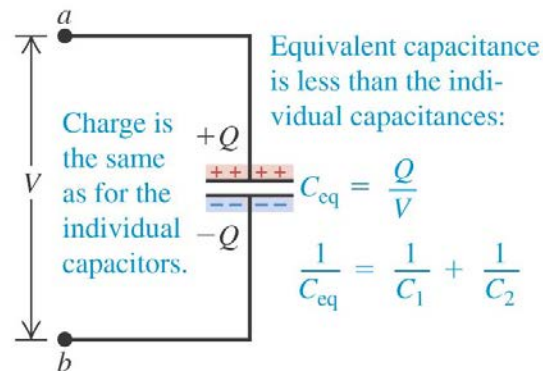 a
Equivalent capacitance
is less than the indi-
vidual capacitances:
Charge is
the same
as for the
individual
capacitors.
V
+Q
++ ++
−− −−
−Q
C_eq = Q/V
1/C_eq = 1/C_1 + 1/C_2
b